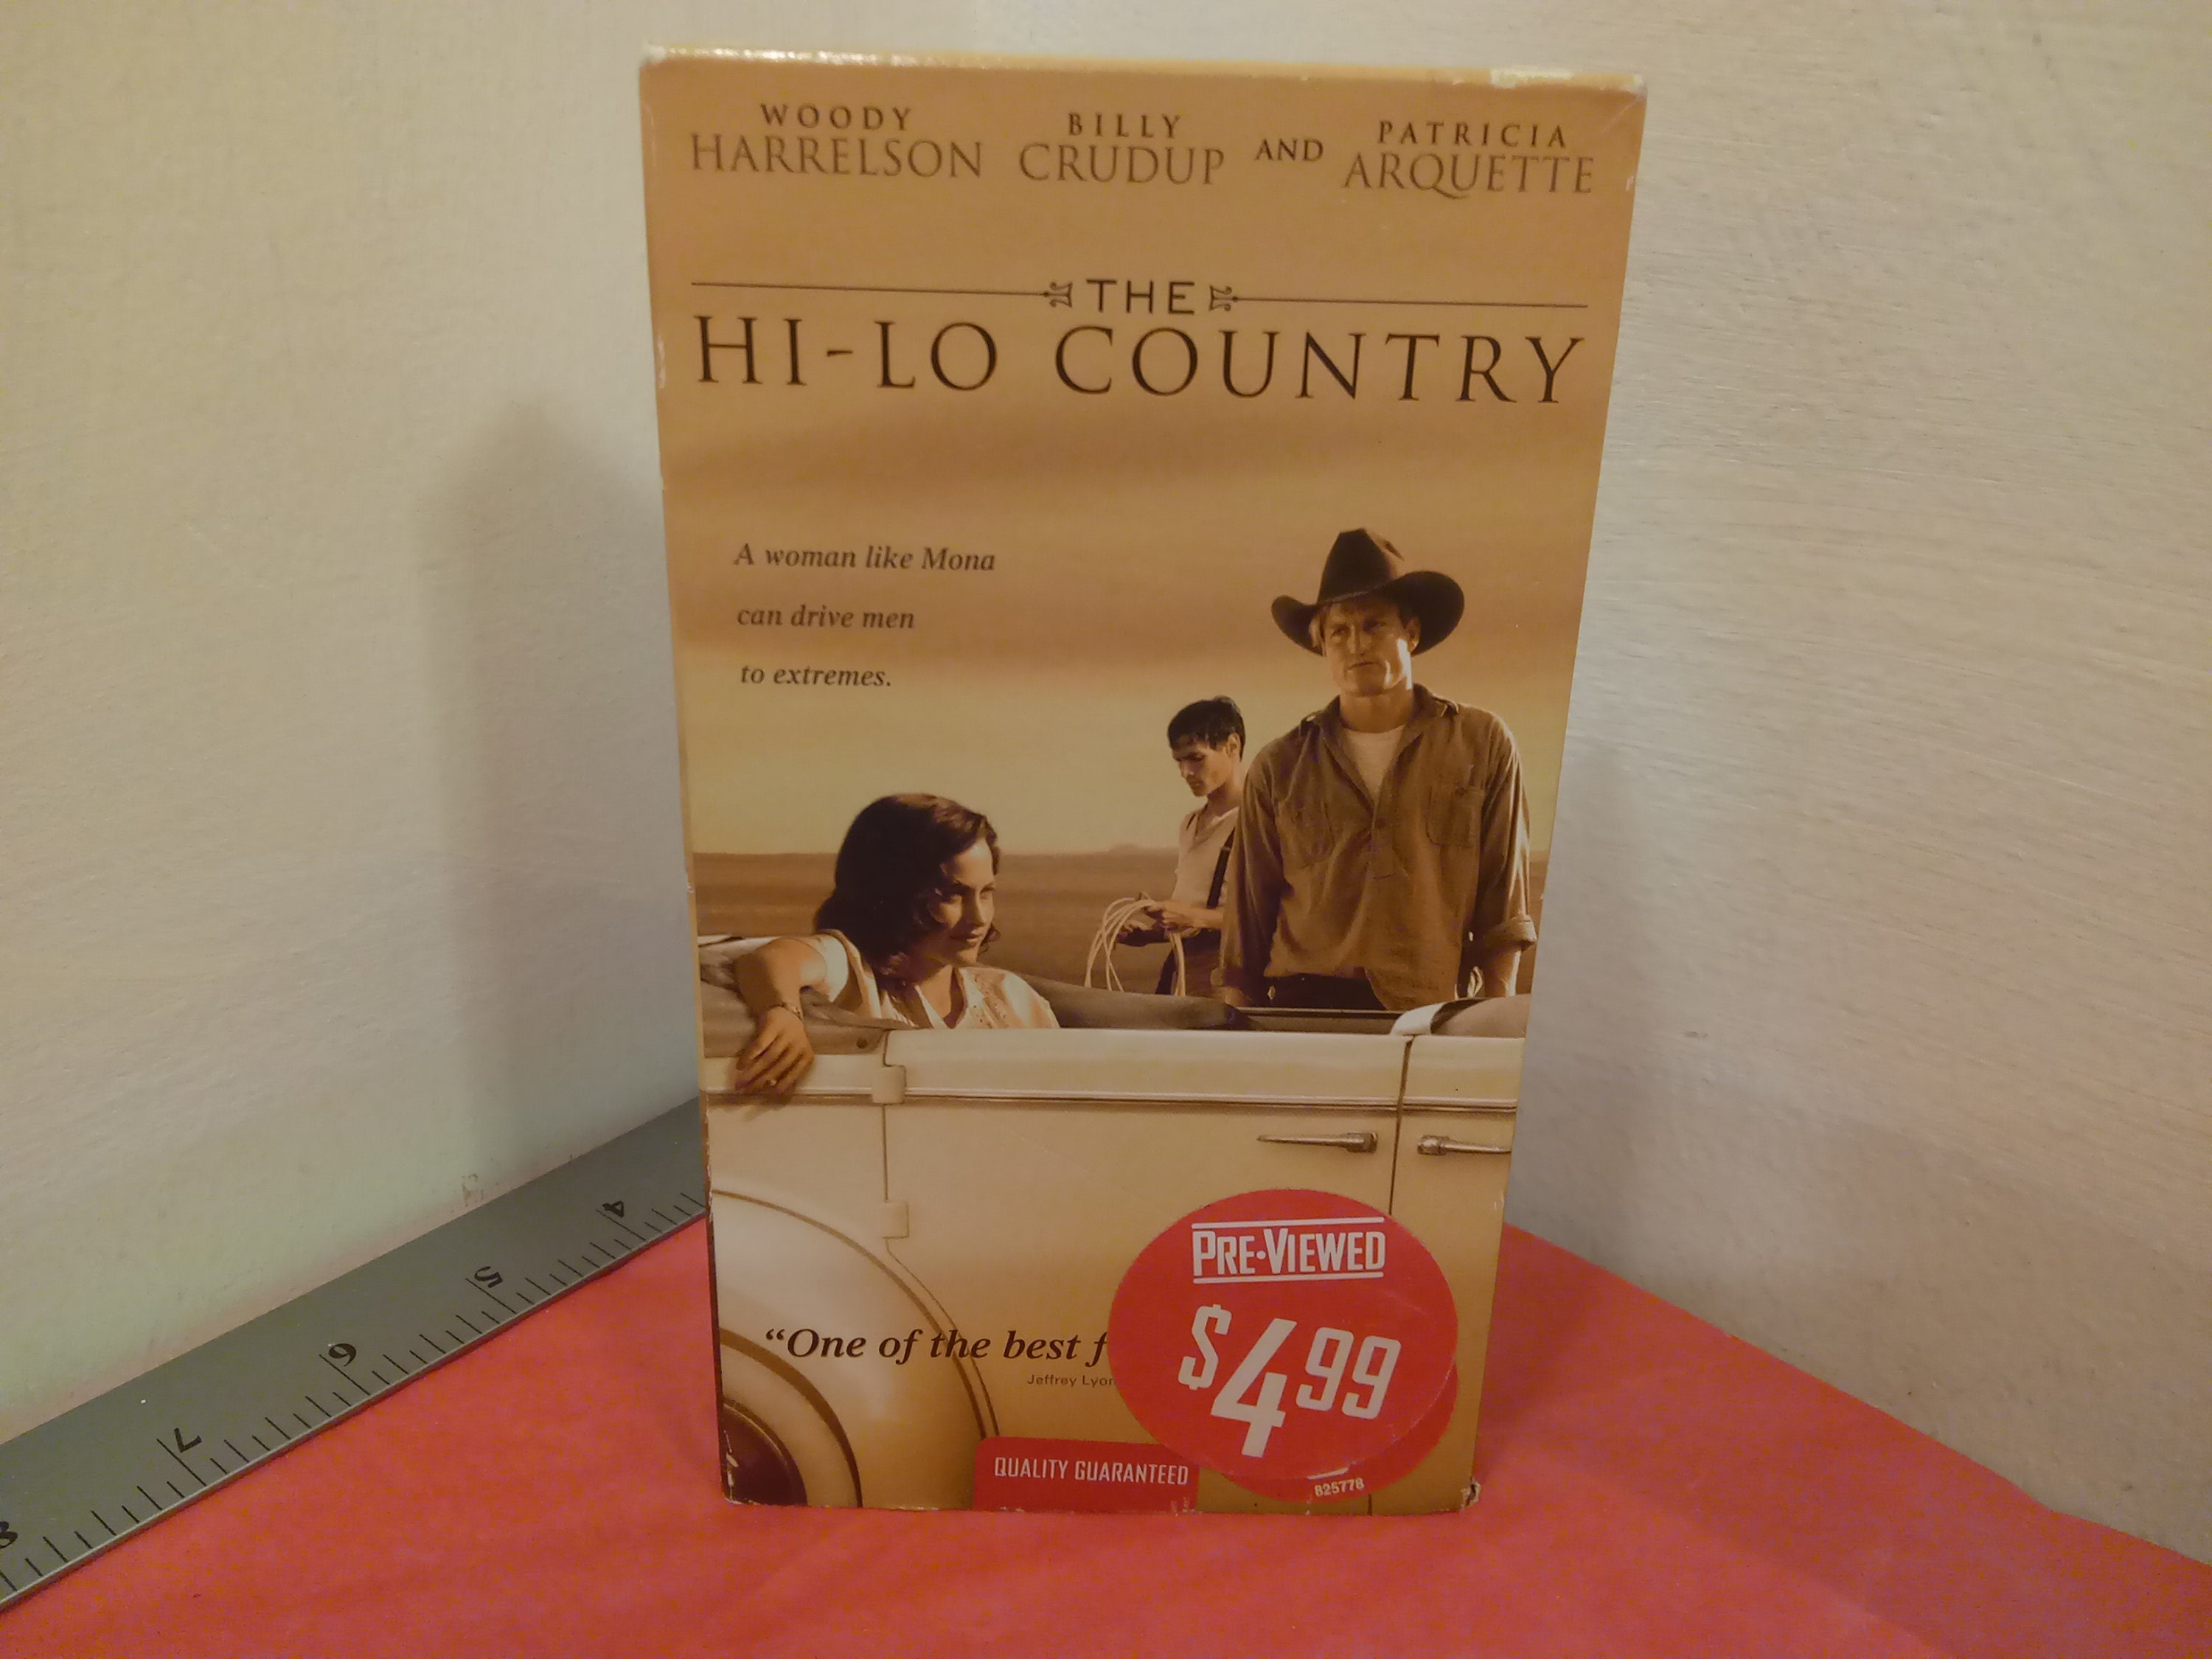 WOODY BILLY PATRICIA
HARRELSON CRUDUP AND ARQUETTE
THE
HI-LO COUNTRY
A woman like Mona
can drive men
to extremes.
PRE•VIEWED
$4.99
"One of the best f
Jeffrey Lyon
QUALITY GUARANTEED
825778
4
5
6
7
8